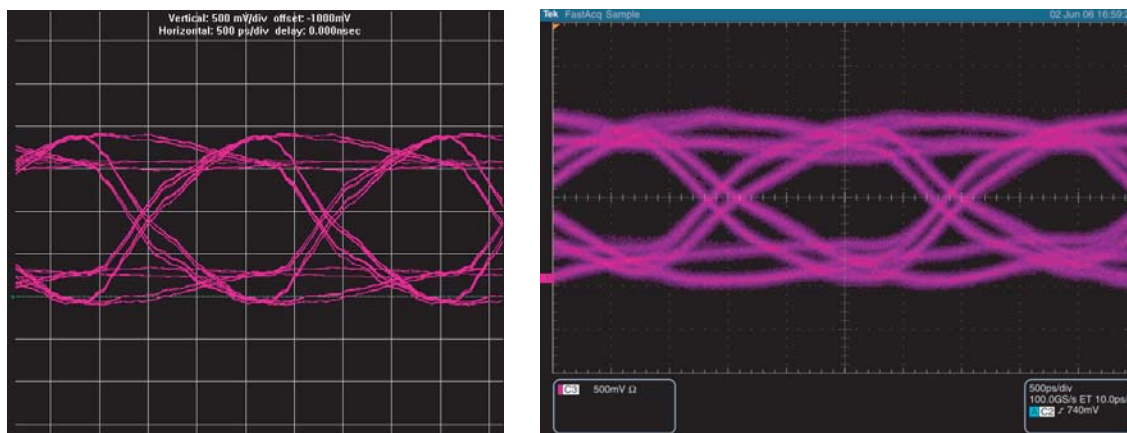 Vertical: 500 mV/div offset: -1000mV
Horizontal: 500 ps/div delay: 0.000nsec
Tek FastAcq Sample
02 Jun 06 16:59:2
C3 500mV Ω
500ps/div
100.0GS/s ET 10.0ps/
A C2 ƒ 740mV